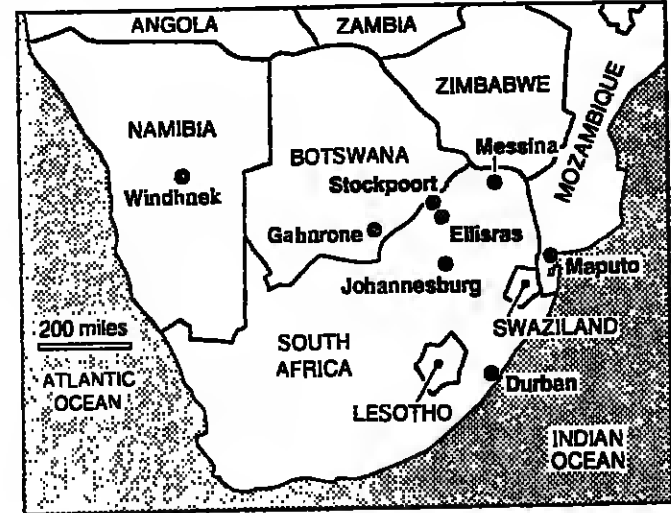 ANGOLA
ZAMBIA
ZIMBABWE
MOZAMBIQUE
NAMIBIA
BOTSWANA
Messina
Stockpoort
Windhoek
Gaborone
Ellisras
Johannesburg
Maputo
200 miles
SWAZILAND
SOUTH
AFRICA
ATLANTIC
OCEAN
Durban
LESOTHO
INDIAN
OCEAN